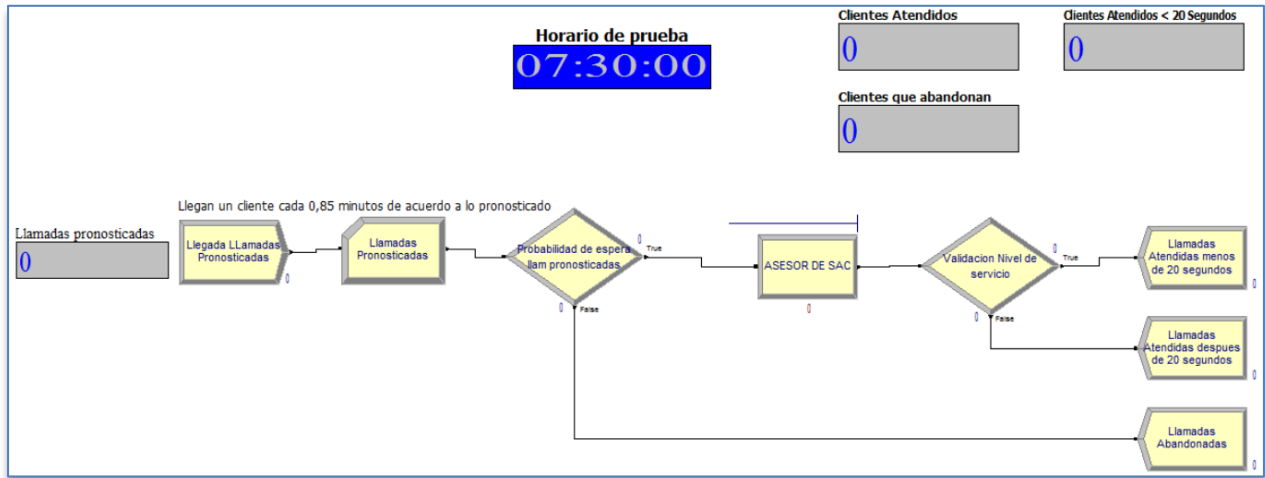 Clientes Atendidos
Clientes Atendidos < 20 Segundos
Horario de prueba
0
0
07:30:00
Clientes que abandonan
0
Llegan un cliente cada 0,85 minutos de acuerdo a lo pronosticado
Llamadas pronosticadas
0
Llegada LLamadas
Pronosticadas
0
Llamadas
Pronosticadas
Probabilidad de espera
llam pronosticadas
0
True
0
False
ASESOR DE SAC
0
Validacion Nivel de
servicio
0
True
0
False
Llamadas
Atendidas menos
de 20 segundos
0
Llamadas
Atendidas despues
de 20 segundos
0
Llamadas
Abandonadas
0